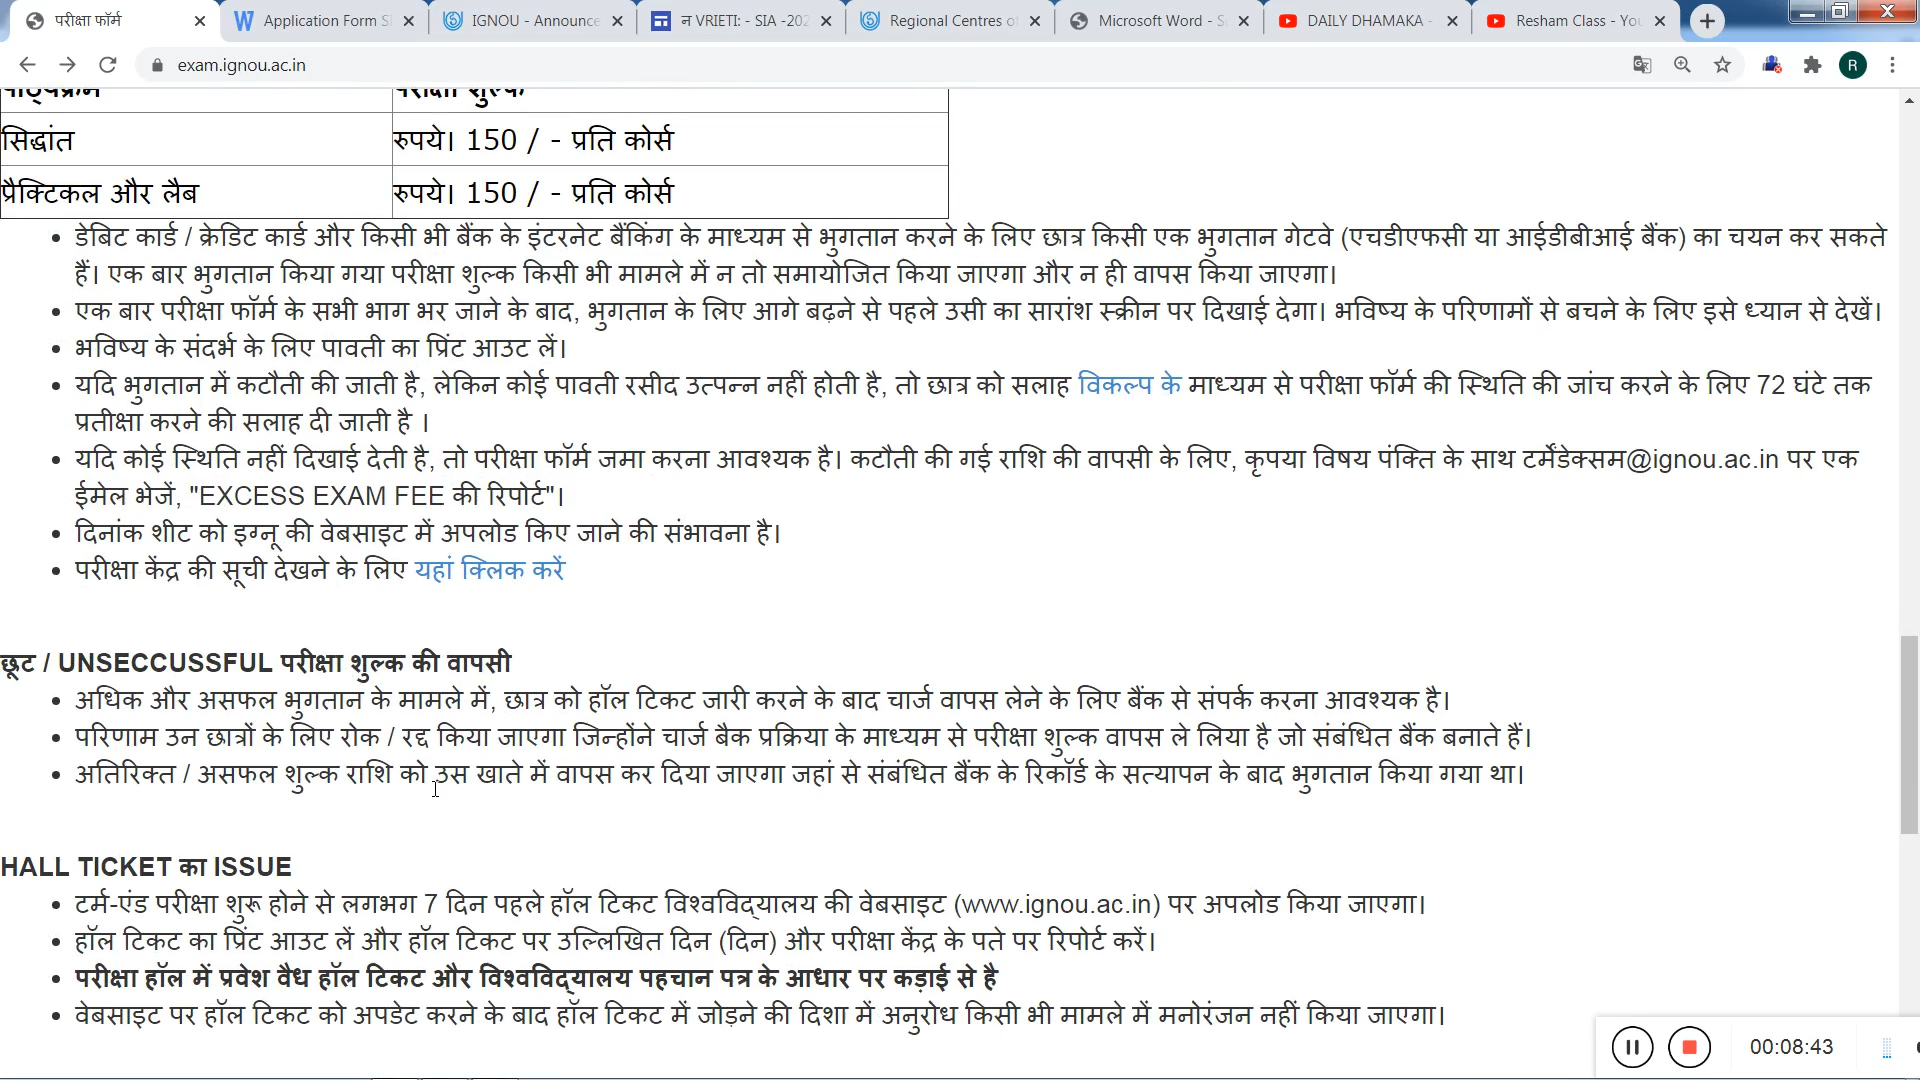 परीक्षा फॉर्म
Application Form S
IGNOU - Announce
न VRIETI: - SIA -202
Regional Centres o
Microsoft Word - S
DAILY DHAMAKA -
Resham Class - You
exam.ignou.ac.in
R
पाठ्यक्रम परीक्षा शुल्क
सिद्धांत रुपये। 150 / - प्रति कोर्स
प्रैक्टिकल और लैब रुपये। 150 / - प्रति कोर्स
डेबिट कार्ड / क्रेडिट कार्ड और किसी भी बैंक के इंटरनेट बैंकिंग के माध्यम से भुगतान करने के लिए छात्र किसी एक भुगतान गेटवे (एचडीएफसी या आईडीबीआई बैंक) का चयन कर सकते
हैं। एक बार भुगतान किया गया परीक्षा शुल्क किसी भी मामले में न तो समायोजित किया जाएगा और न ही वापस किया जाएगा।
एक बार परीक्षा फॉर्म के सभी भाग भर जाने के बाद, भुगतान के लिए आगे बढ़ने से पहले उसी का सारांश स्क्रीन पर दिखाई देगा। भविष्य के परिणामों से बचने के लिए इसे ध्यान से देखें।
भविष्य के संदर्भ के लिए पावती का प्रिंट आउट लें।
यदि भुगतान में कटौती की जाती है, लेकिन कोई पावती रसीद उत्पन्न नहीं होती है, तो छात्र को सलाह विकल्प के माध्यम से परीक्षा फॉर्म की स्थिति की जांच करने के लिए 72 घंटे तक
प्रतीक्षा करने की सलाह दी जाती है ।
यदि कोई स्थिति नहीं दिखाई देती है, तो परीक्षा फॉर्म जमा करना आवश्यक है। कटौती की गई राशि की वापसी के लिए, कृपया विषय पंक्ति के साथ टर्मेंडेक्सम@ignou.ac.in पर एक
ईमेल भेजें, "EXCESS EXAM FEE की रिपोर्ट"।
दिनांक शीट को इग्नू की वेबसाइट में अपलोड किए जाने की संभावना है।
परीक्षा केंद्र की सूची देखने के लिए यहां क्लिक करें
छूट / UNSECCUSSFUL परीक्षा शुल्क की वापसी
अधिक और असफल भुगतान के मामले में, छात्र को हॉल टिकट जारी करने के बाद चार्ज वापस लेने के लिए बैंक से संपर्क करना आवश्यक है।
परिणाम उन छात्रों के लिए रोक / रद्द किया जाएगा जिन्होंने चार्ज बैक प्रक्रिया के माध्यम से परीक्षा शुल्क वापस ले लिया है जो संबंधित बैंक बनाते हैं।
अतिरिक्त / असफल शुल्क राशि को उस खाते में वापस कर दिया जाएगा जहां से संबंधित बैंक के रिकॉर्ड के सत्यापन के बाद भुगतान किया गया था।
HALL TICKET का ISSUE
टर्म-एंड परीक्षा शुरू होने से लगभग 7 दिन पहले हॉल टिकट विश्वविद्यालय की वेबसाइट (www.ignou.ac.in) पर अपलोड किया जाएगा।
हॉल टिकट का प्रिंट आउट लें और हॉल टिकट पर उल्लिखित दिन (दिन) और परीक्षा केंद्र के पते पर रिपोर्ट करें।
परीक्षा हॉल में प्रवेश वैध हॉल टिकट और विश्वविद्यालय पहचान पत्र के आधार पर कड़ाई से है
वेबसाइट पर हॉल टिकट को अपडेट करने के बाद हॉल टिकट में जोड़ने की दिशा में अनुरोध किसी भी मामले में मनोरंजन नहीं किया जाएगा।
00:08:43